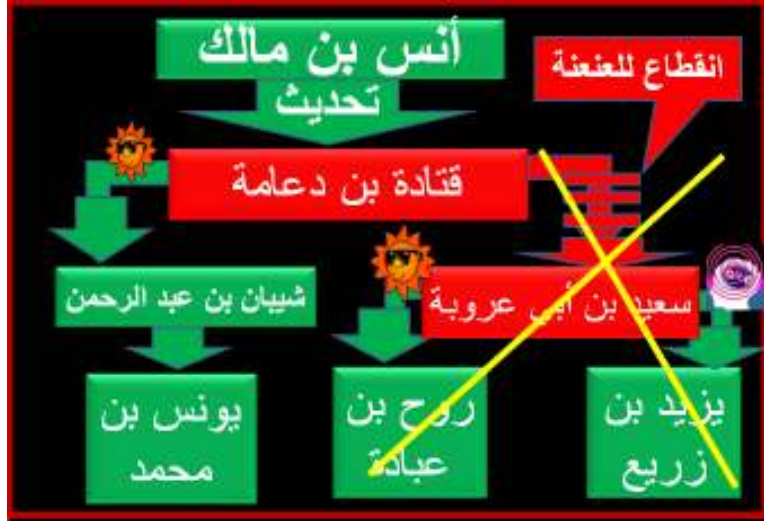 أنس بن مالك
انقطاع للعنعنة
تحديث
قتادة بن دعامة
شيبان بن عبد الرحمن
سعيد بن أبي عروبة
يزيد بن
زريع
روح بن
عبادة
يونس بن
محمد